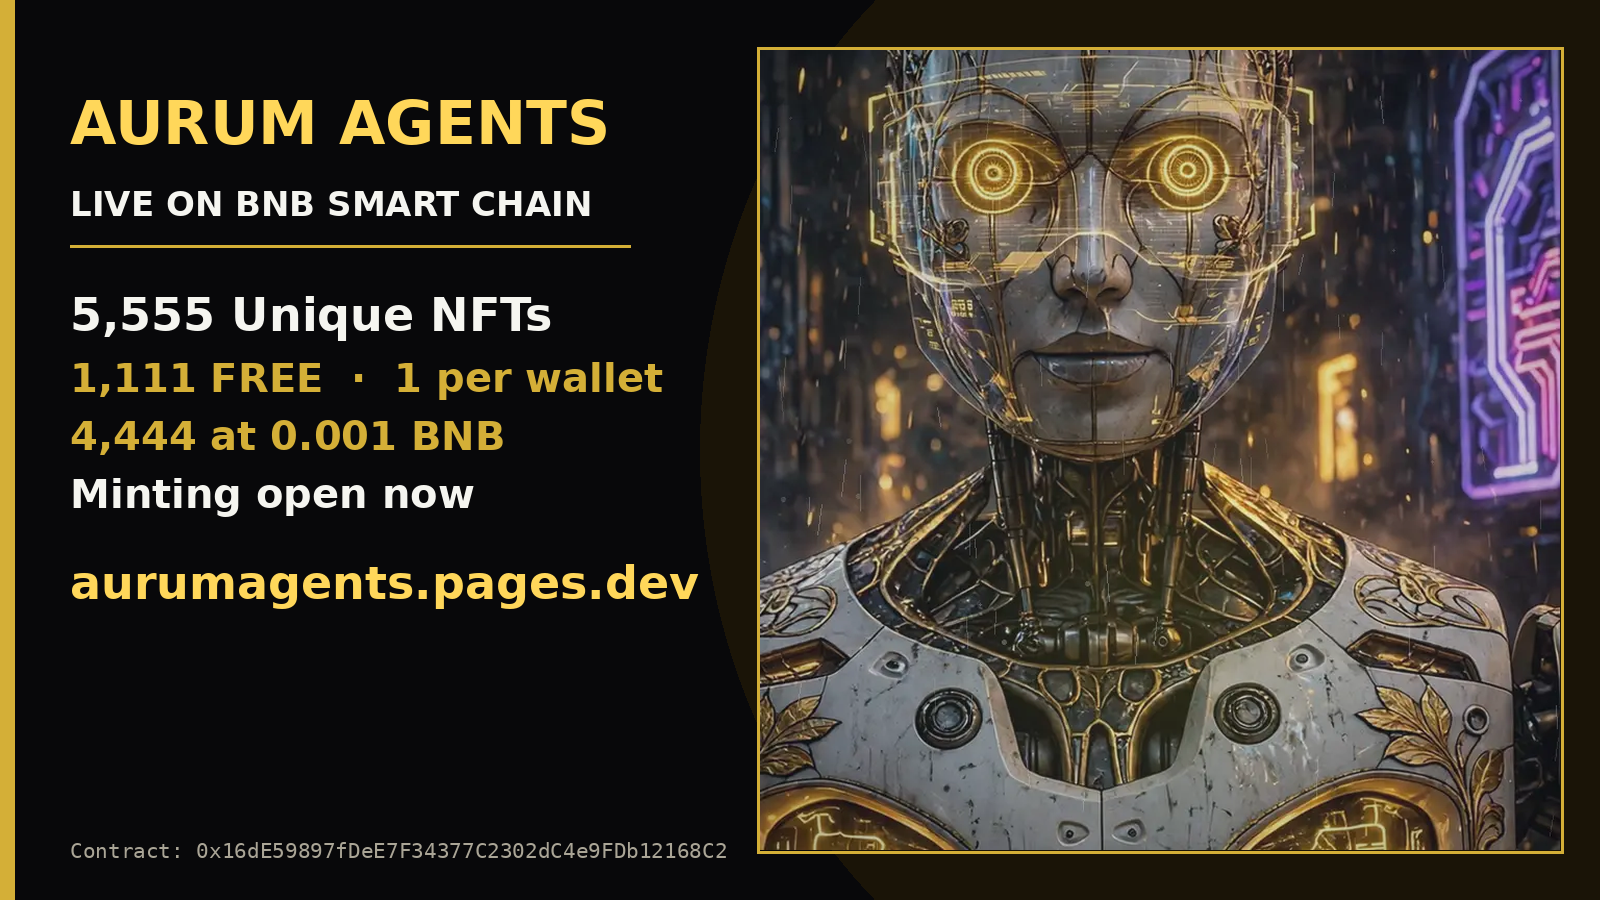 AURUM AGENTS
LIVE ON BNB SMART CHAIN
5,555 Unique NFTs
1,111 FREE · 1 per wallet
4,444 at 0.001 BNB
Minting open now
aurumagents.pages.dev
Contract: 0x16dE59897fDeE7F34377C2302dC4e9FDb12168C2